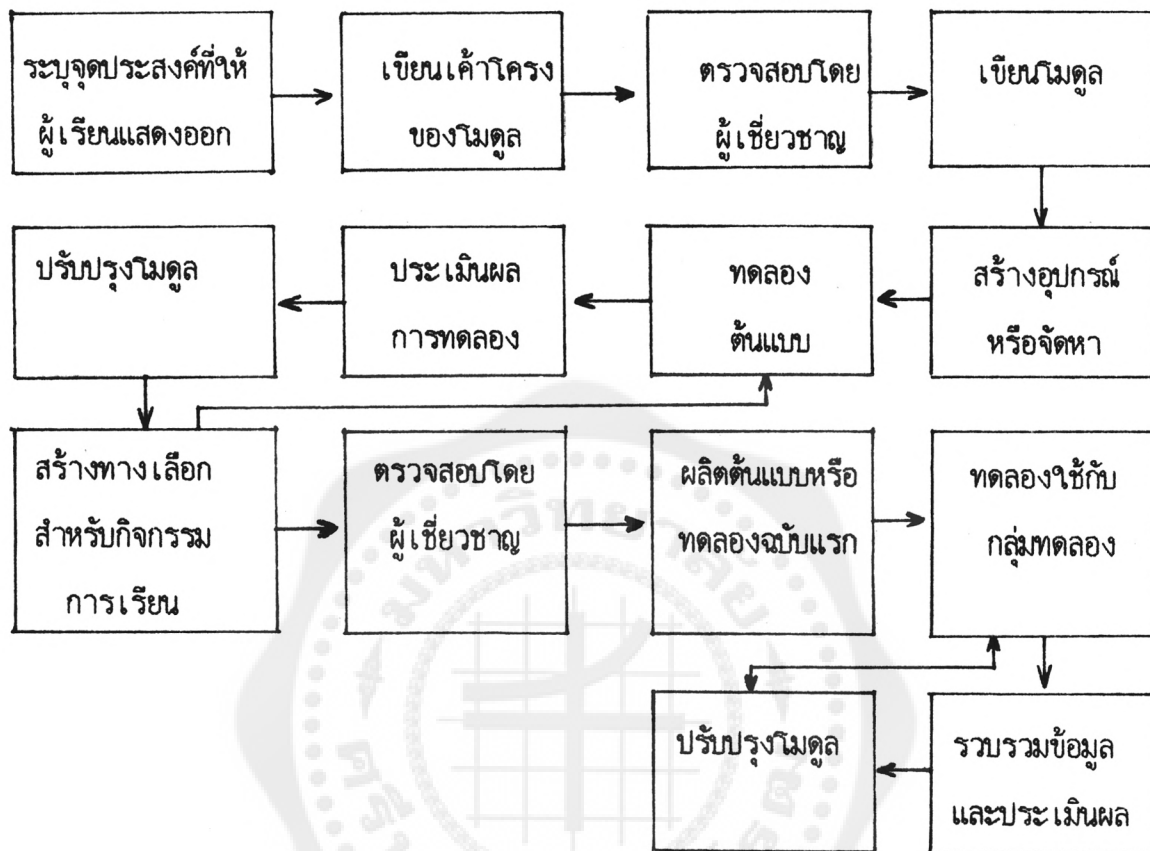 ระบุจุดประสงค์ที่ให้
ผู้เรียนแสดงออก
เขียนเค้าโครง
ของโมดูล
ตรวจสอบโดย
ผู้เชี่ยวชาญ
เขียนโมดูล
ปรับปรุงโมดูล
ประเมินผล
การทดลอง
ทดลอง
ต้นแบบ
สร้างอุปกรณ์
หรือจัดหา
สร้างทางเลือก
สำหรับกิจกรรม
การเรียน
ตรวจสอบโดย
ผู้เชี่ยวชาญ
ผลิตต้นแบบหรือ
ทดลองฉบับแรก
ทดลองใช้กับ
กลุ่มทดลอง
ปรับปรุงโมดูล
รวบรวมข้อมูล
และประเมินผล
มหาวิทยาลัย